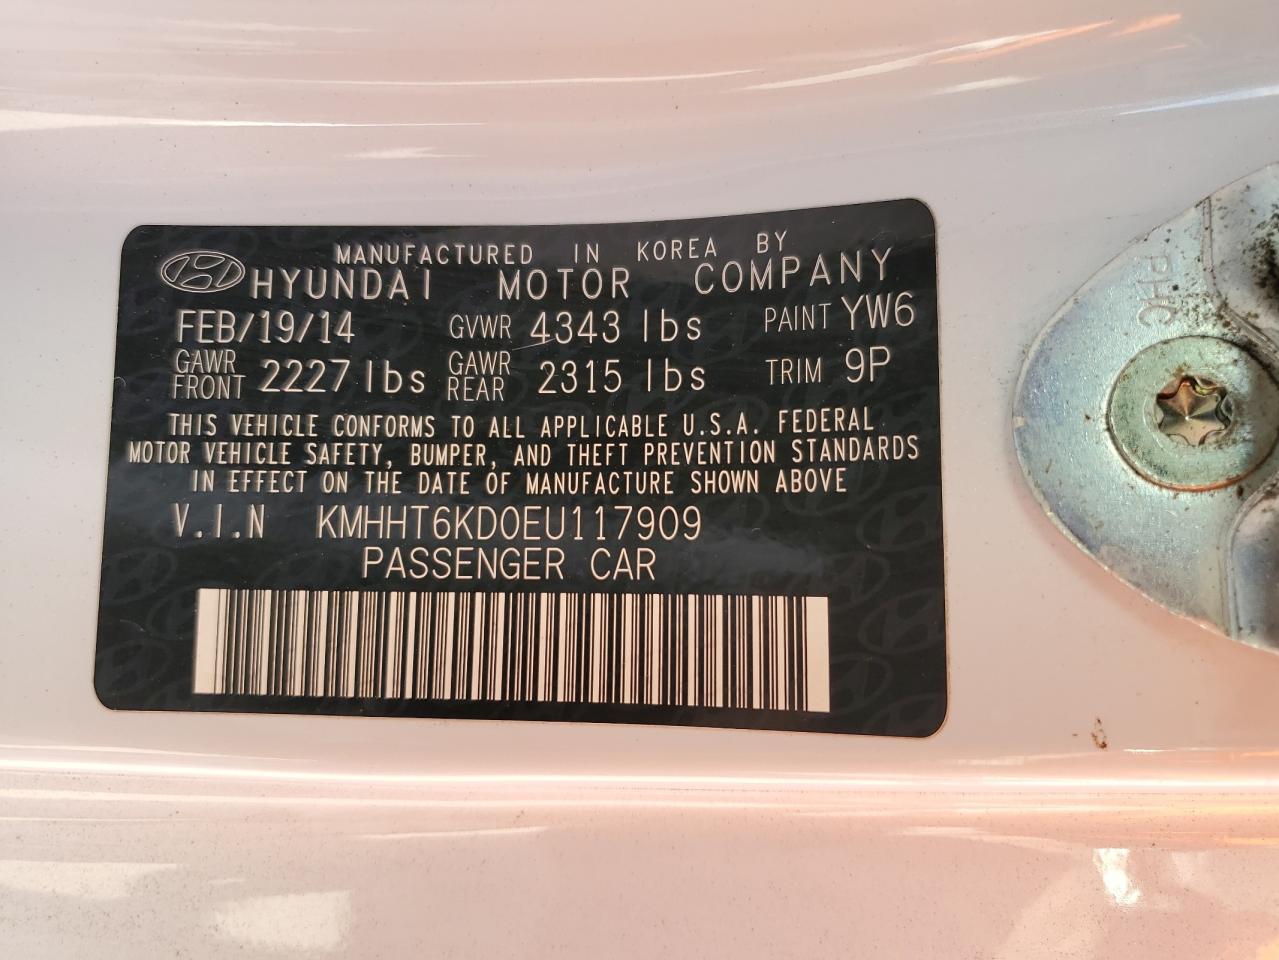 MANUFACTURED IN KOREA BY
HYUNDAI MOTOR COMPANY
FEB/19/14 GVWR 4343 lbs PAINT YW6
GAWR FRONT 2227 lbs GAWR REAR 2315 lbs TRIM 9P
THIS VEHICLE CONFORMS TO ALL APPLICABLE U.S.A. FEDERAL
MOTOR VEHICLE SAFETY, BUMPER, AND THEFT PREVENTION STANDARDS
IN EFFECT ON THE DATE OF MANUFACTURE SHOWN ABOVE
V.I.N KMHHT6KD0EU117909
PASSENGER CAR
PHC